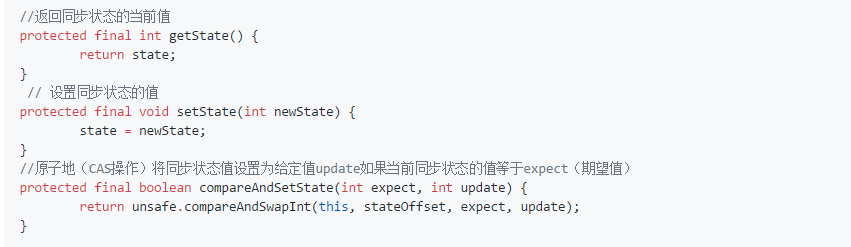 //返回同步状态的当前值
protected final int getState() {
        return state;
}
 // 设置同步状态的值
protected final void setState(int newState) {
        state = newState;
}
//原子地（CAS操作）将同步状态值设置为给定值update如果当前同步状态的值等于expect（期望值）
protected final boolean compareAndSetState(int expect, int update) {
        return unsafe.compareAndSwapInt(this, stateOffset, expect, update);
}